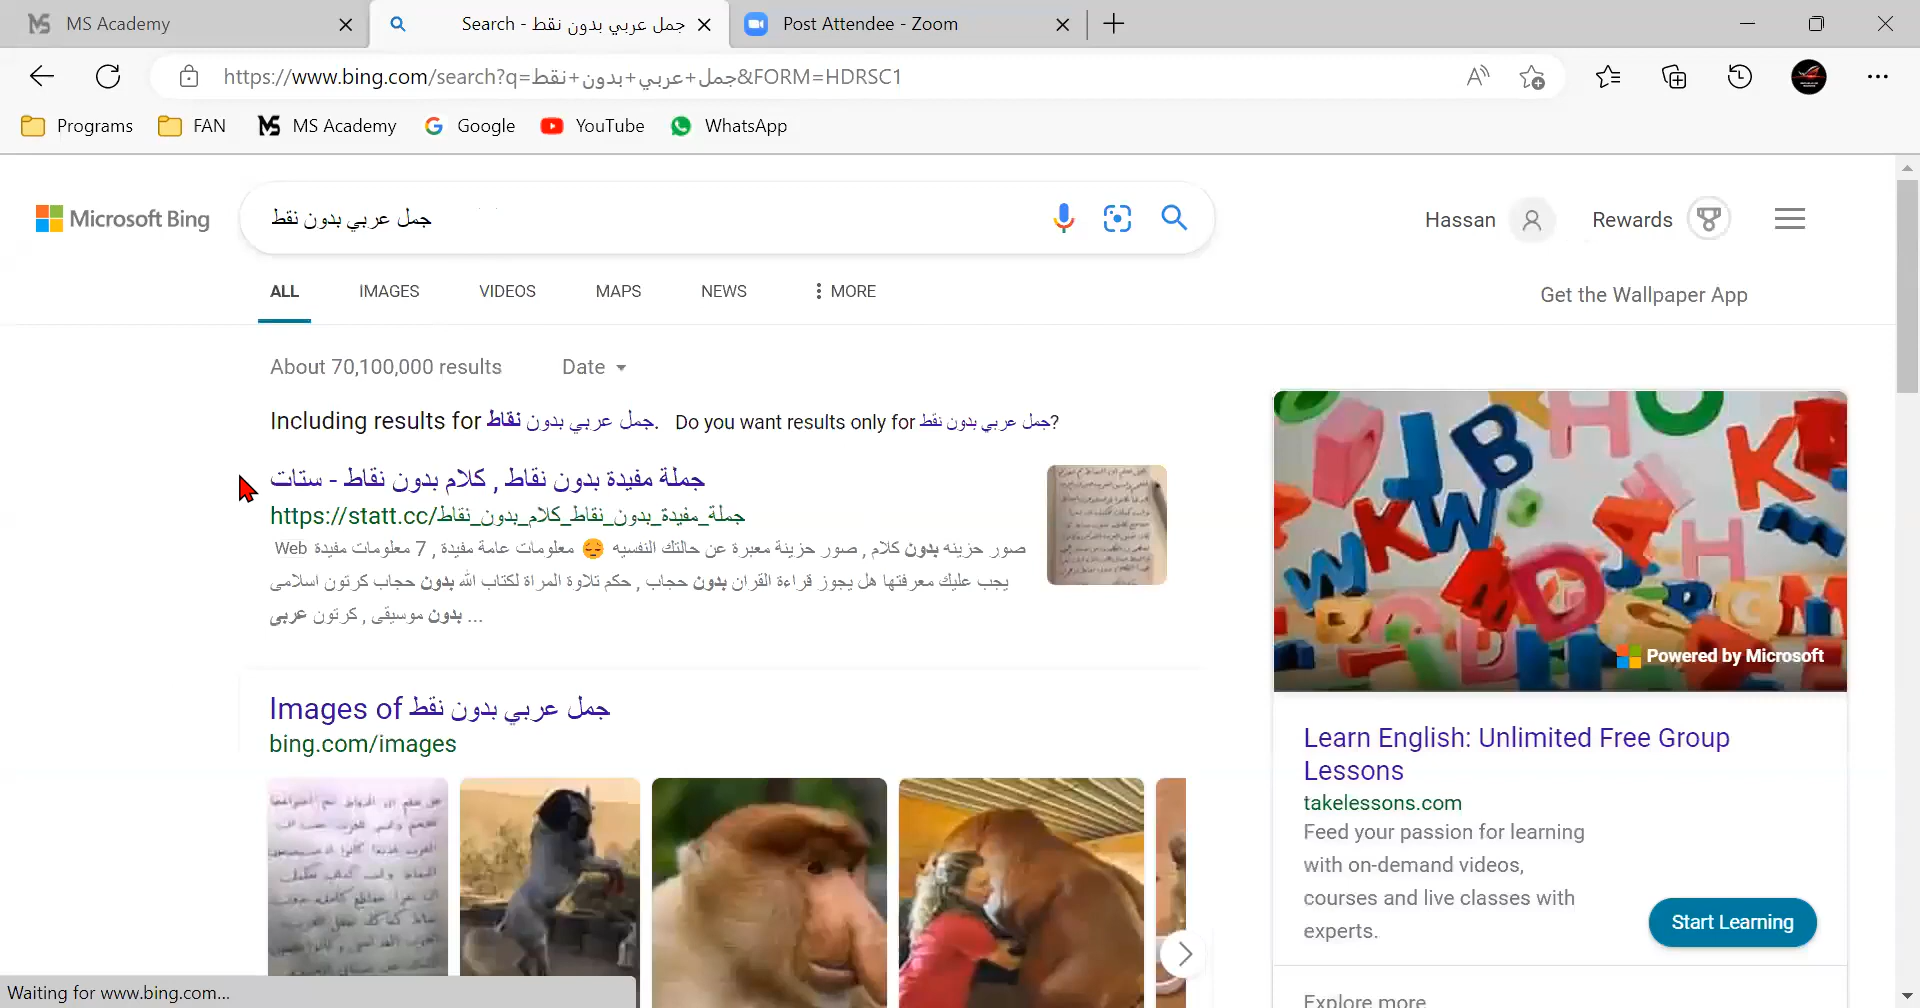 MS Academy
جمل عربي بدون نقط - Search
Post Attendee - Zoom
https://www.bing.com/search?q=جمل+عربي+بدون+نقط&FORM=HDRSC1
Programs
FAN
MS Academy
Google
YouTube
WhatsApp
Microsoft Bing
جمل عربي بدون نقط
Hassan
Rewards
ALL
IMAGES
VIDEOS
MAPS
NEWS
MORE
Get the Wallpaper App
About 70,100,000 results
Date
Including results for جمل عربي بدون نقاط. Do you want results only for جمل عربي بدون نقط?
جملة مفيدة بدون نقاط , كلام بدون نقاط - ستات
https://statt.cc/جملة_مفيدة_بدون_نقاط_كلام_بدون_نقاط
Web صور حزينه بدون كلام , صور حزينة معبرة عن حالتك النفسيه 😔 معلومات عامة مفيدة , 7 معلومات مفيدة
يجب عليك معرفتها هل يجوز قراءة القران بدون حجاب , حكم تلاوة المراة لكتاب الله بدون حجاب كرتون اسلامى
بدون موسيقى , كرتون عربى ...
Images of جمل عربي بدون نقط
bing.com/images
Powered by Microsoft
Learn English: Unlimited Free Group
Lessons
takelessons.com
Feed your passion for learning
with on-demand videos,
courses and live classes with
experts.
Start Learning
Explore more
Waiting for www.bing.com...